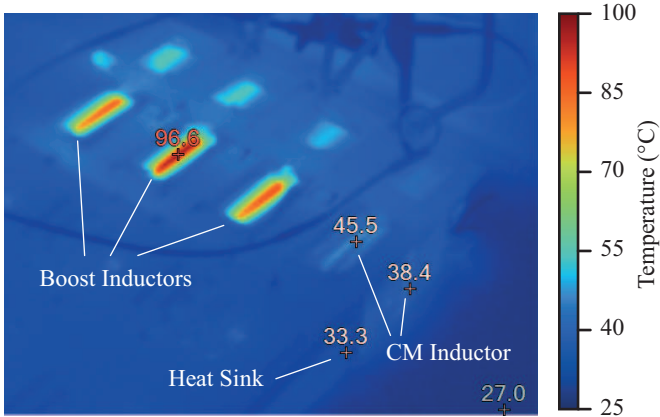 100
85
70
55
40
25
Temperature (°C)
96.6
45.5
38.4
33.3
27.0
Boost Inductors
CM Inductor
Heat Sink